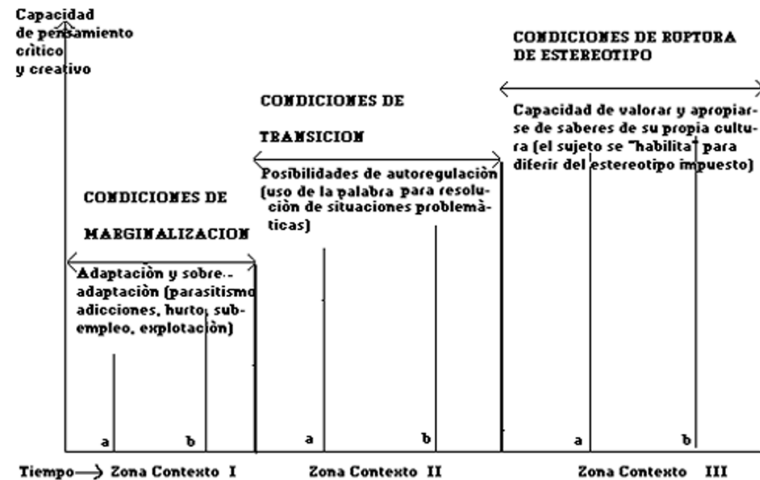 Capacidad
de pensamiento
crìtico
y creativo
CONDICIONES DE RUPTURA
DE ESTEREOTIPO
Capacidad de valorar y apropiar-
se de saberes de su propia cultu-
ra (el sujeto se "habilita" para
diferir del estereotipo impuesto)
CONDICIONES DE
TRANSICION
Posibilidades de autoregulaciòn
(uso de la palabra para resolu-
ciòn de situaciones problemà-
ticas)
CONDICIONES DE
MARGINALIZACION
Adaptaciòn y sobre-
adaptaciòn (parasitismo
adicciones, hurto, sub-
empleo, explotaciòn)
a b a b a b
Tiempo Zona Contexto I Zona Contexto II Zona Contexto III